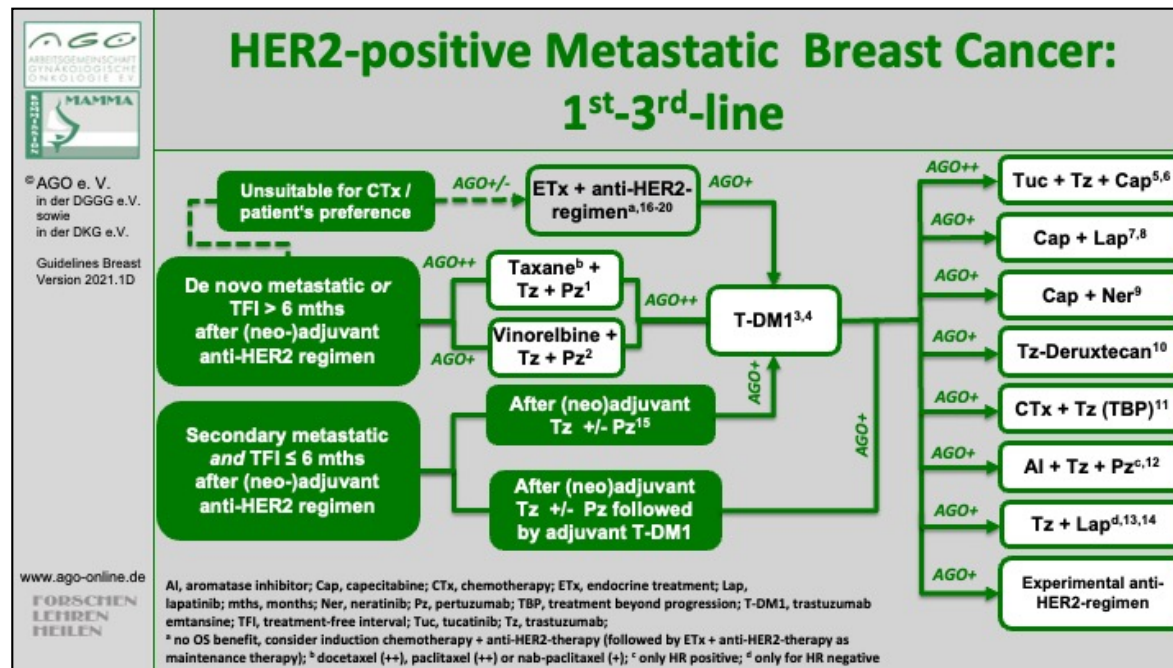 AGO
ARBEITSGEMEINSCHAFT
GYNÄKOLOGISCHE
ONKOLOGIE E.V.
KOMMISSION
MAMMA
© AGO e. V.
in der DGGG e.V.
sowie
in der DKG e.V.
Guidelines Breast
Version 2021.1D
www.ago-online.de
FORSCHEN
LEHREN
HEILEN
HER2-positive Metastatic Breast Cancer:
1st-3rd-line
Unsuitable for CTx /
patient's preference
AGO+/-
ETx + anti-HER2-
regimena,16-20
AGO+
De novo metastatic or
TFI > 6 mths
after (neo-)adjuvant
anti-HER2 regimen
AGO++
Taxaneb +
Tz + Pz1
AGO+
Vinorelbine +
Tz + Pz2
AGO++
T-DM13,4
Secondary metastatic
and TFI ≤ 6 mths
after (neo-)adjuvant
anti-HER2 regimen
After (neo)adjuvant
Tz +/- Pz15
AGO+
After (neo)adjuvant
Tz +/- Pz followed
by adjuvant T-DM1
AGO+
AGO++
Tuc + Tz + Cap5,6
AGO+
Cap + Lap7,8
AGO+
Cap + Ner9
AGO+
Tz-Deruxtecan10
AGO+
CTx + Tz (TBP)11
AGO+
AI + Tz + Pzc,12
AGO+
Tz + Lapd,13,14
AGO+
Experimental anti-
HER2-regimen
AI, aromatase inhibitor; Cap, capecitabine; CTx, chemotherapy; ETx, endocrine treatment; Lap,
lapatinib; mths, months; Ner, neratinib; Pz, pertuzumab; TBP, treatment beyond progression; T-DM1, trastuzumab
emtansine; TFI, treatment-free interval; Tuc, tucatinib; Tz, trastuzumab;
a no OS benefit, consider induction chemotherapy + anti-HER2-therapy (followed by ETx + anti-HER2-therapy as
maintenance therapy); b docetaxel (++), paclitaxel (++) or nab-paclitaxel (+); c only HR positive; d only for HR negative